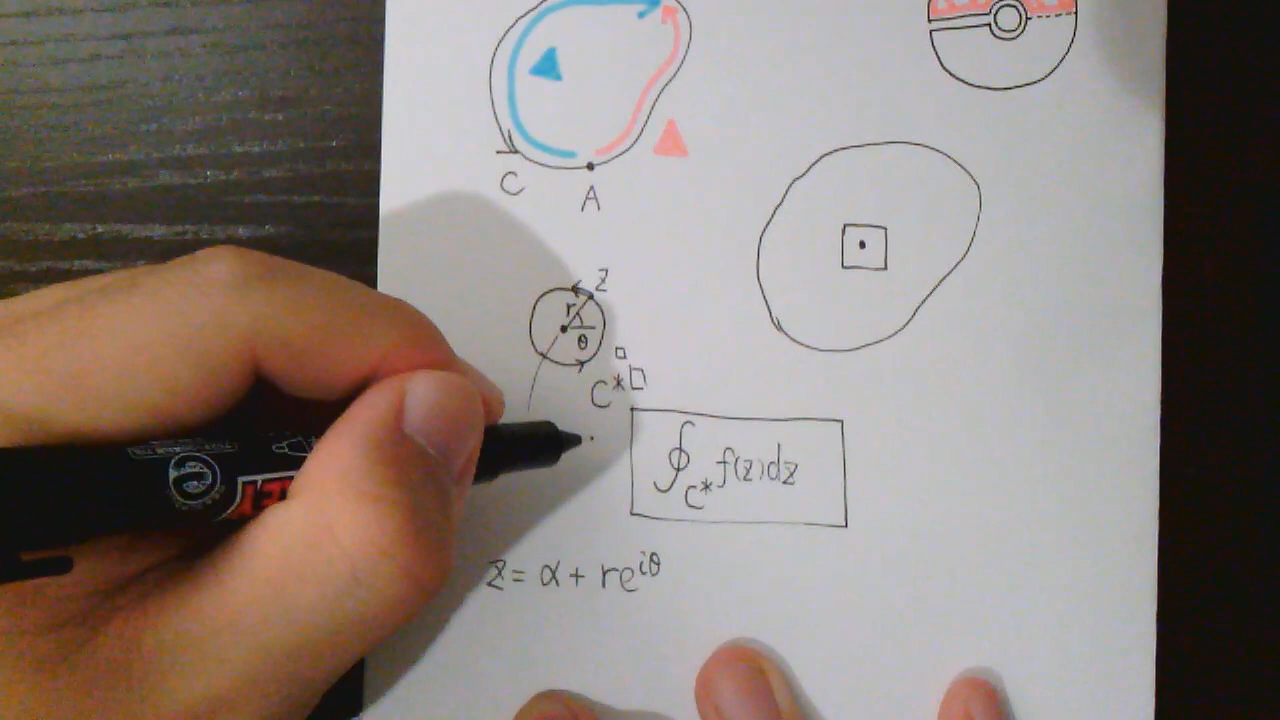 C
A
z
r
θ
C*
∮_{C*} f(z)dz
z = α + re^{iθ}